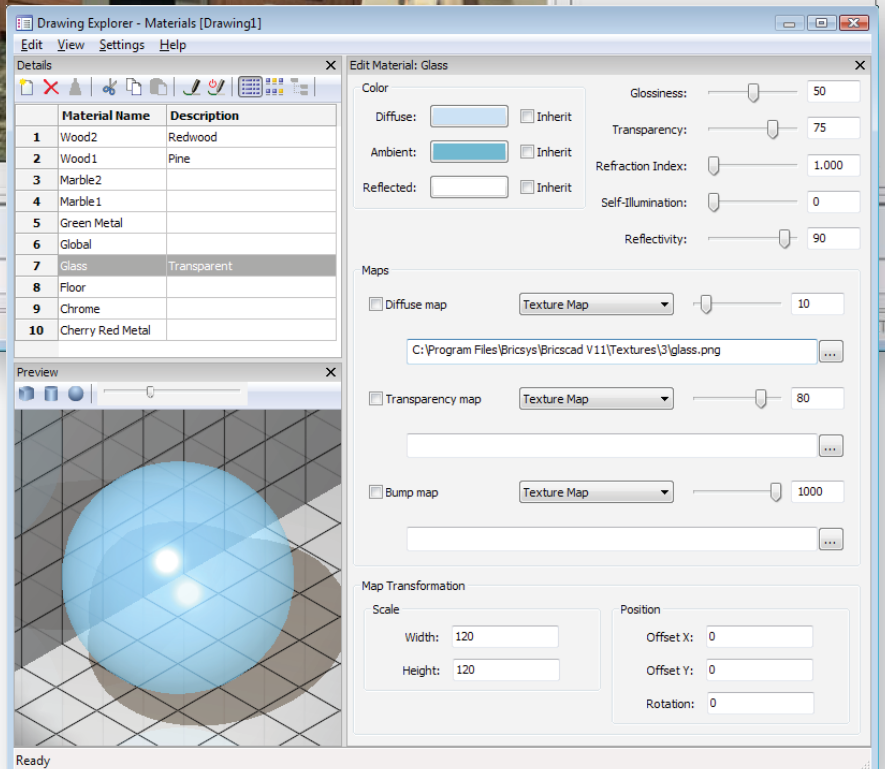 Drawing Explorer - Materials [Drawing1]
Edit View Settings Help
Details
Material Name Description
1 Wood2 Redwood
2 Wood1 Pine
3 Marble2
4 Marble1
5 Green Metal
6 Global
7 Glass Transparent
8 Floor
9 Chrome
10 Cherry Red Metal
Preview
Edit Material: Glass
Color
Diffuse: Inherit
Ambient: Inherit
Reflected: Inherit
Glossiness: 50
Transparency: 75
Refraction Index: 1.000
Self-Illumination: 0
Reflectivity: 90
Maps
Diffuse map Texture Map 10
C:\Program Files\Bricsys\Bricscad V11\Textures\3\glass.png ...
Transparency map Texture Map 80
...
Bump map Texture Map 1000
...
Map Transformation
Scale
Width: 120
Height: 120
Position
Offset X: 0
Offset Y: 0
Rotation: 0
Ready